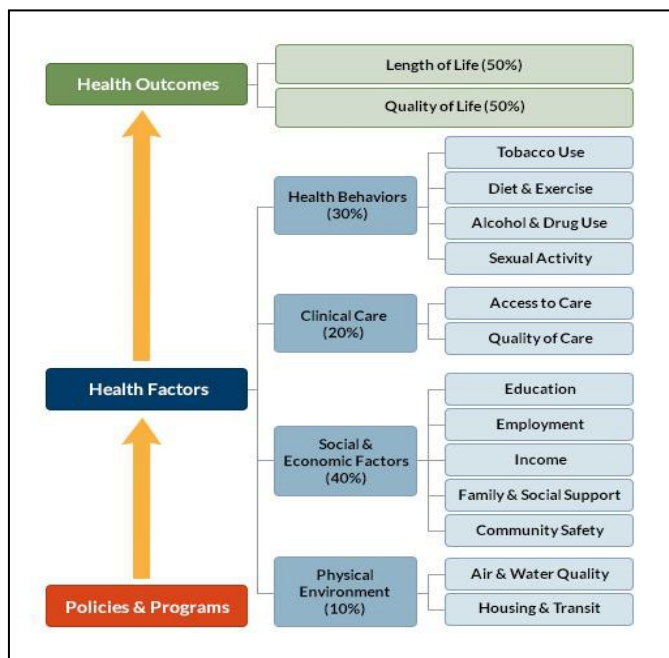 Health Outcomes
Length of Life (50%)
Quality of Life (50%)
Health Behaviors
(30%)
Tobacco Use
Diet & Exercise
Alcohol & Drug Use
Sexual Activity
Clinical Care
(20%)
Access to Care
Quality of Care
Health Factors
Social &
Economic Factors
(40%)
Education
Employment
Income
Family & Social Support
Community Safety
Physical
Environment
(10%)
Air & Water Quality
Housing & Transit
Policies & Programs